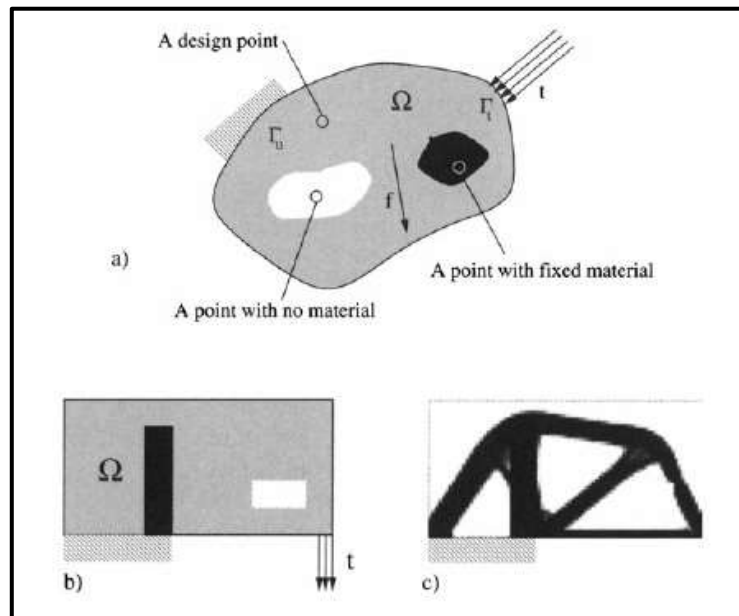 A design point
t
Ω
Γt
Γu
f
a)
A point with fixed material
A point with no material
Ω
t
b)
c)